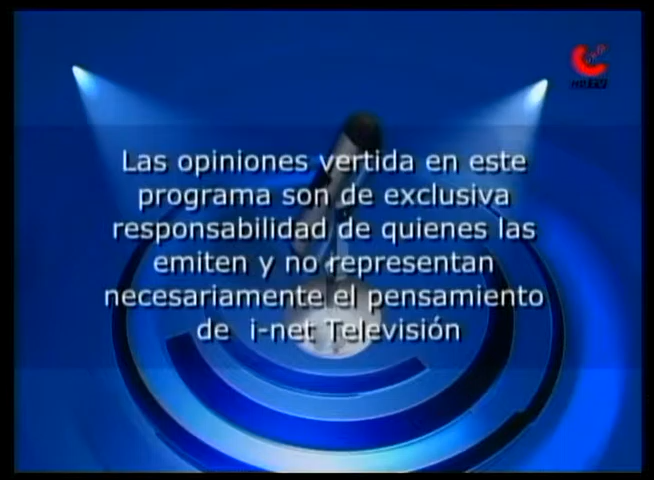 Las opiniones vertida en este
programa son de exclusiva
responsabilidad de quienes las
emiten y no representan
necesariamente el pensamiento
de i-net Televisión